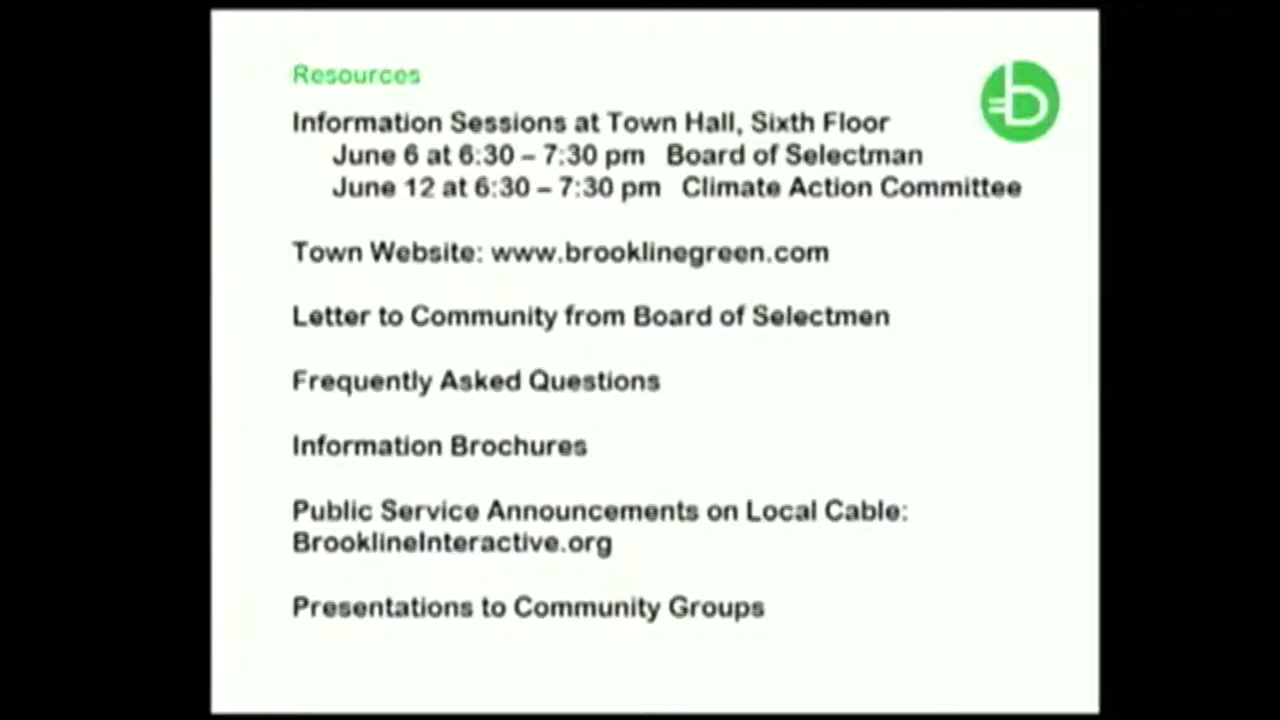 Resources
Information Sessions at Town Hall, Sixth Floor
June 6 at 6:30 – 7:30 pm Board of Selectman
June 12 at 6:30 – 7:30 pm Climate Action Committee
Town Website: www.brooklinegreen.com
Letter to Community from Board of Selectmen
Frequently Asked Questions
Information Brochures
Public Service Announcements on Local Cable:
BrooklineInteractive.org
Presentations to Community Groups